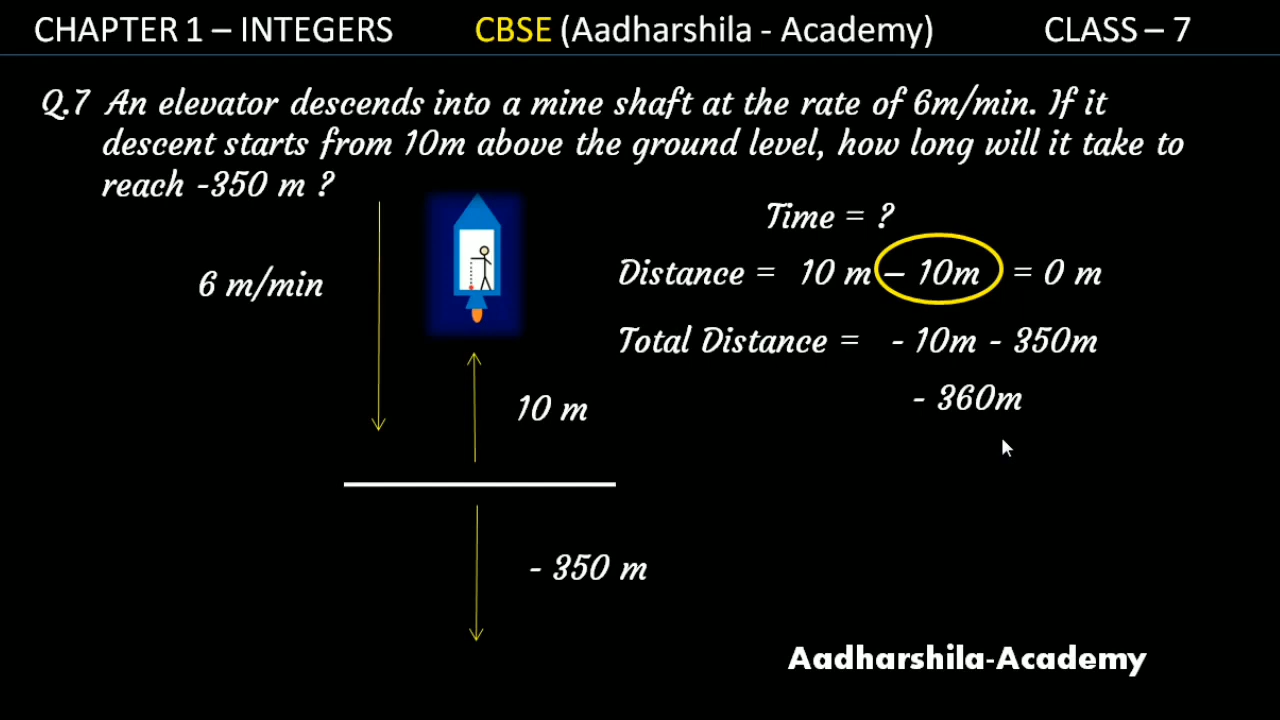 CHAPTER 1 – INTEGERS CBSE (Aadharshila - Academy) CLASS – 7
Q.7 An elevator descends into a mine shaft at the rate of 6m/min. If it
descent starts from 10m above the ground level, how long will it take to
reach -350 m ?
Time = ?
6 m/min
Distance = 10 m – 10m = 0 m
Total Distance = - 10m - 350m
- 360m
10 m
- 350 m
Aadharshila-Academy